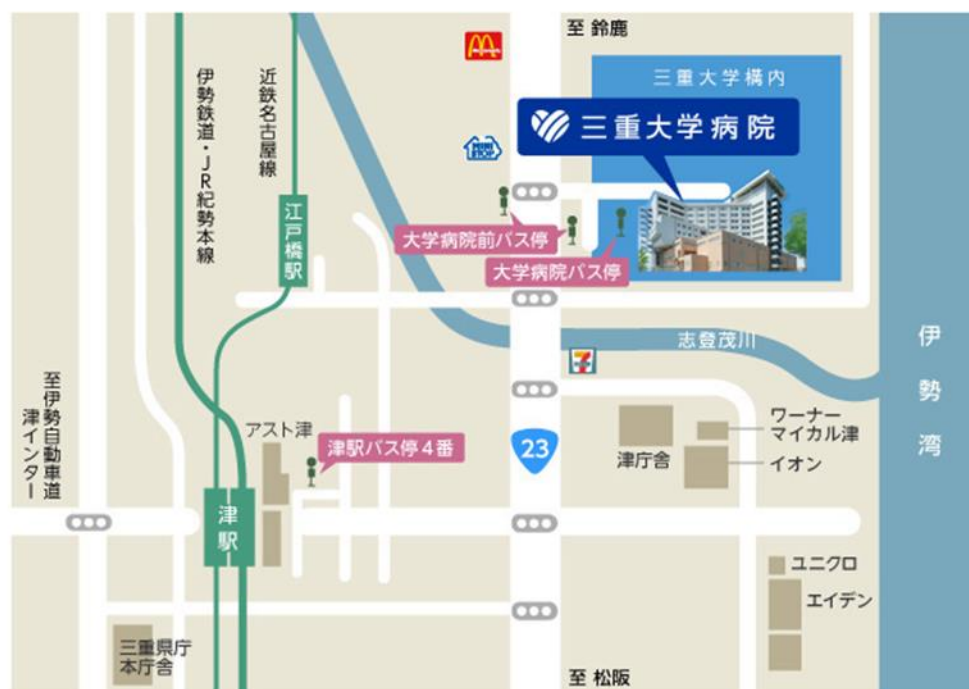 至 鈴鹿
三重大学構内
三重大学病院
伊勢鉄道・JR紀勢本線
近鉄名古屋線
江戸橋駅
MINI
STOP
大学病院前バス停
大学病院バス停
志登茂川
伊勢湾
7
至伊勢自動車道
津インター
アスト津
津駅バス停4番
23
津庁舎
ワーナー
マイカル津
イオン
津駅
ユニクロ
エイデン
三重県庁
本庁舎
至 松阪